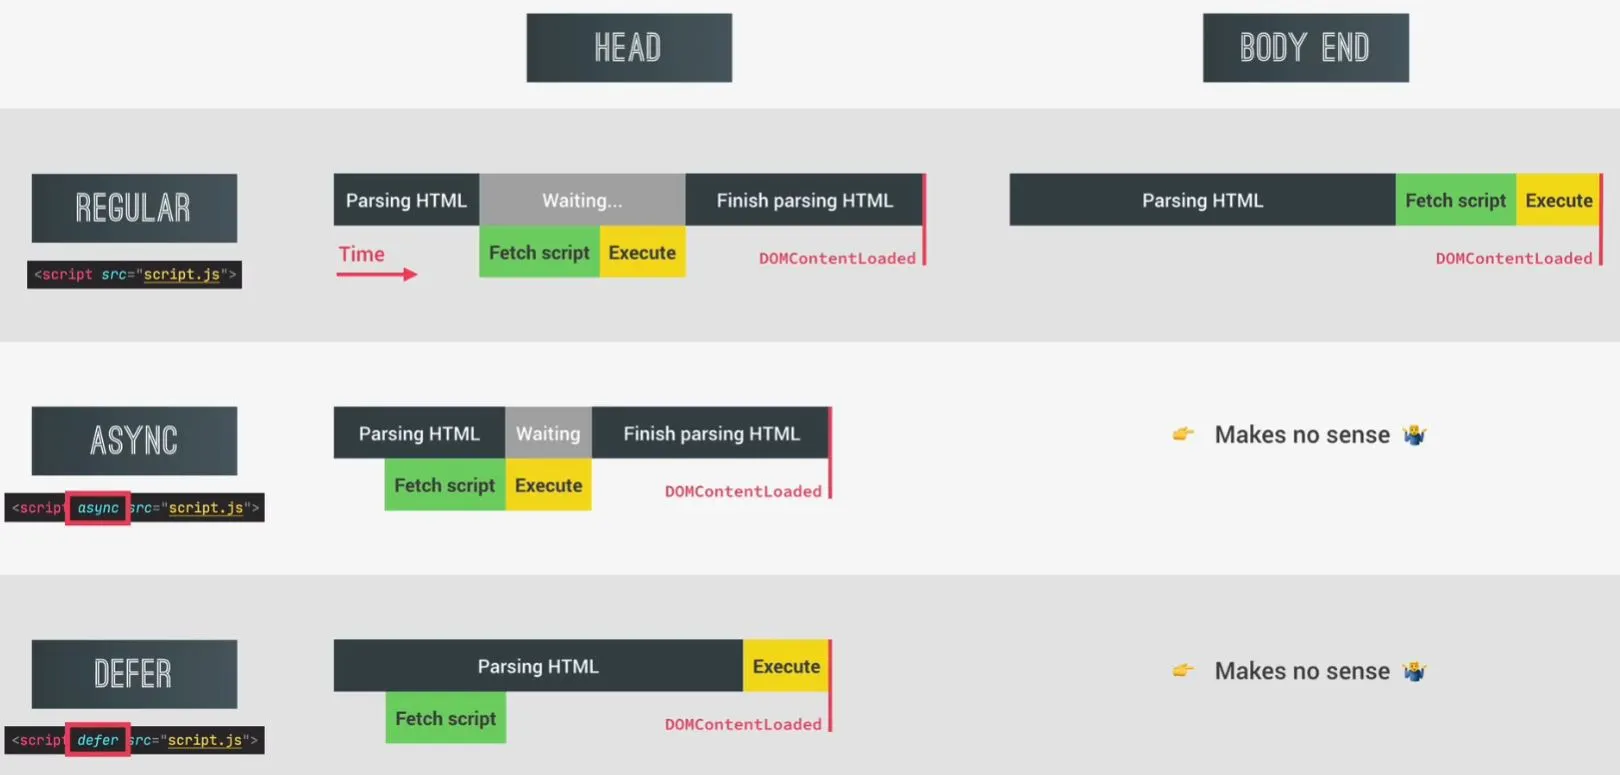 HEAD
BODY END
REGULAR
<script src="script.js">
Parsing HTML
Waiting...
Finish parsing HTML
Fetch script
Execute
Time
DOMContentLoaded
Parsing HTML
Fetch script
Execute
DOMContentLoaded
ASYNC
<script async src="script.js">
Parsing HTML
Waiting
Finish parsing HTML
Fetch script
Execute
DOMContentLoaded
👉 Makes no sense 🤷‍♂️
DEFER
<script defer src="script.js">
Parsing HTML
Execute
Fetch script
DOMContentLoaded
👉 Makes no sense 🤷‍♂️